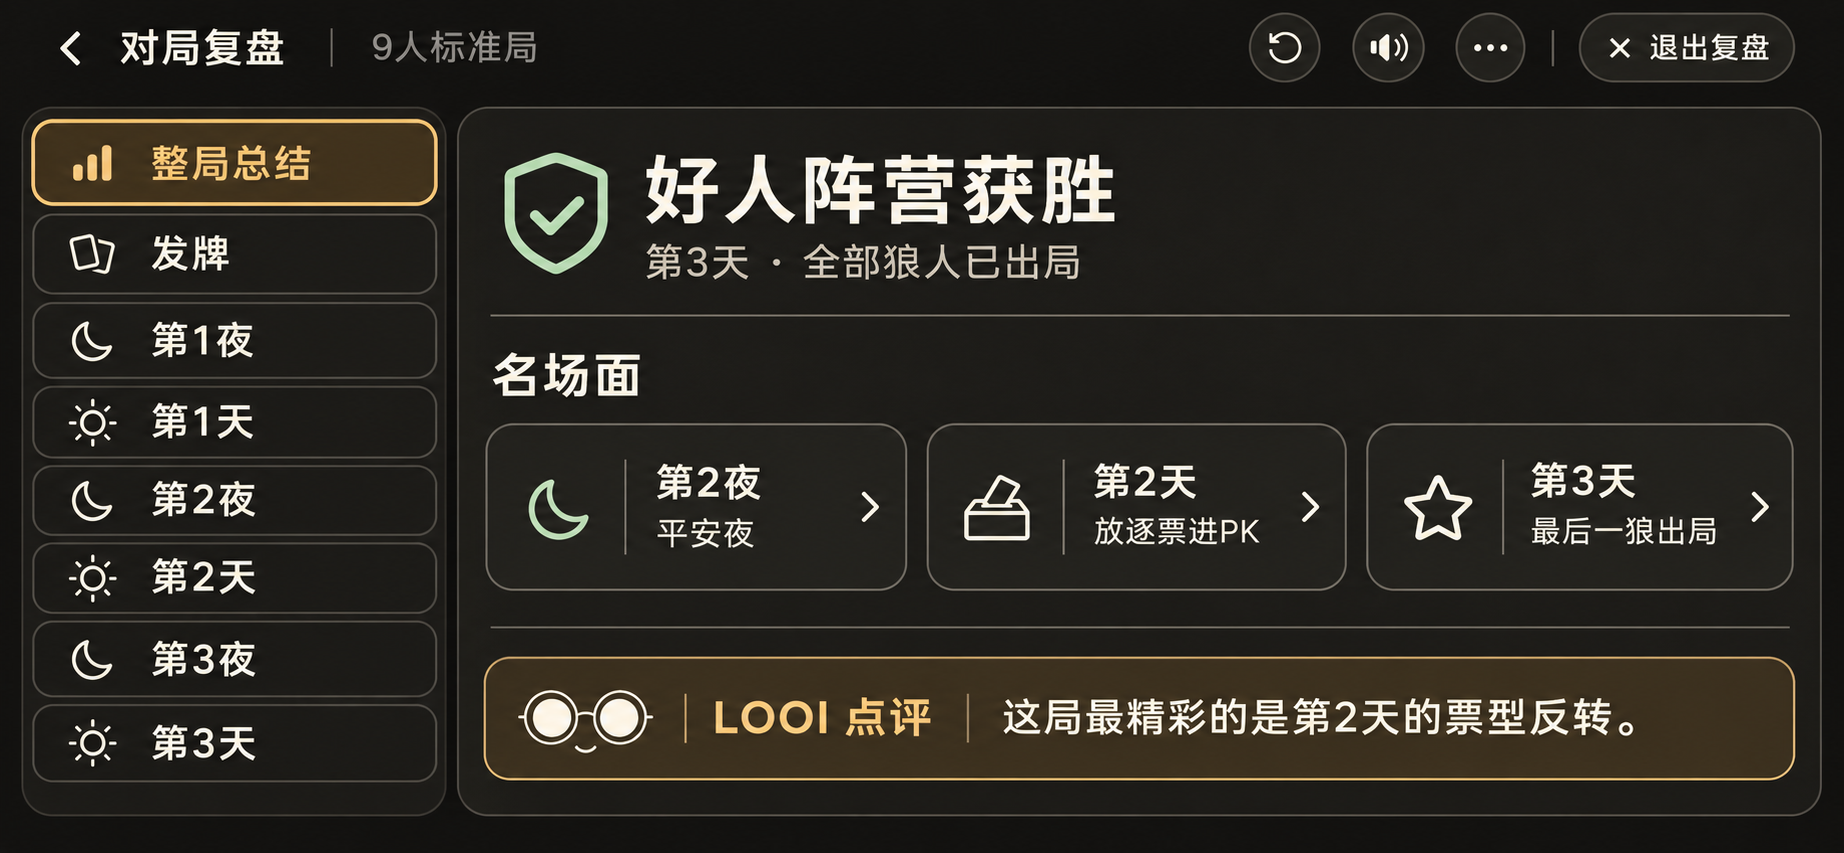 对局复盘
9人标准局
退出复盘
整局总结
发牌
第1夜
第1天
第2夜
第2天
第3夜
第3天
好人阵营获胜
第3天 · 全部狼人已出局
名场面
第2夜
平安夜
第2天
放逐票进PK
第3天
最后一狼出局
LOOI 点评
这局最精彩的是第2天的票型反转。